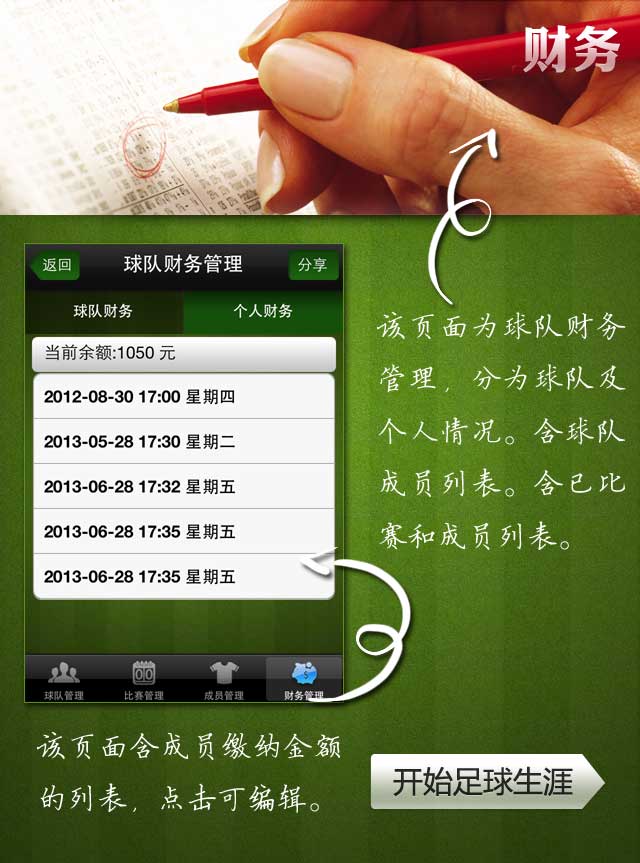 财务
返回
球队财务管理
分享
球队财务
个人财务
当前余额:1050 元
2012-08-30 17:00 星期四
2013-05-28 17:30 星期二
2013-06-28 17:32 星期五
2013-06-28 17:35 星期五
2013-06-28 17:35 星期五
球队管理
比赛管理
成员管理
财务管理
该页面为球队财务
管理，分为球队及
个人情况。含球队
成员列表。含已比
赛和成员列表。
该页面含成员缴纳金额
的列表，点击可编辑。
开始足球生涯